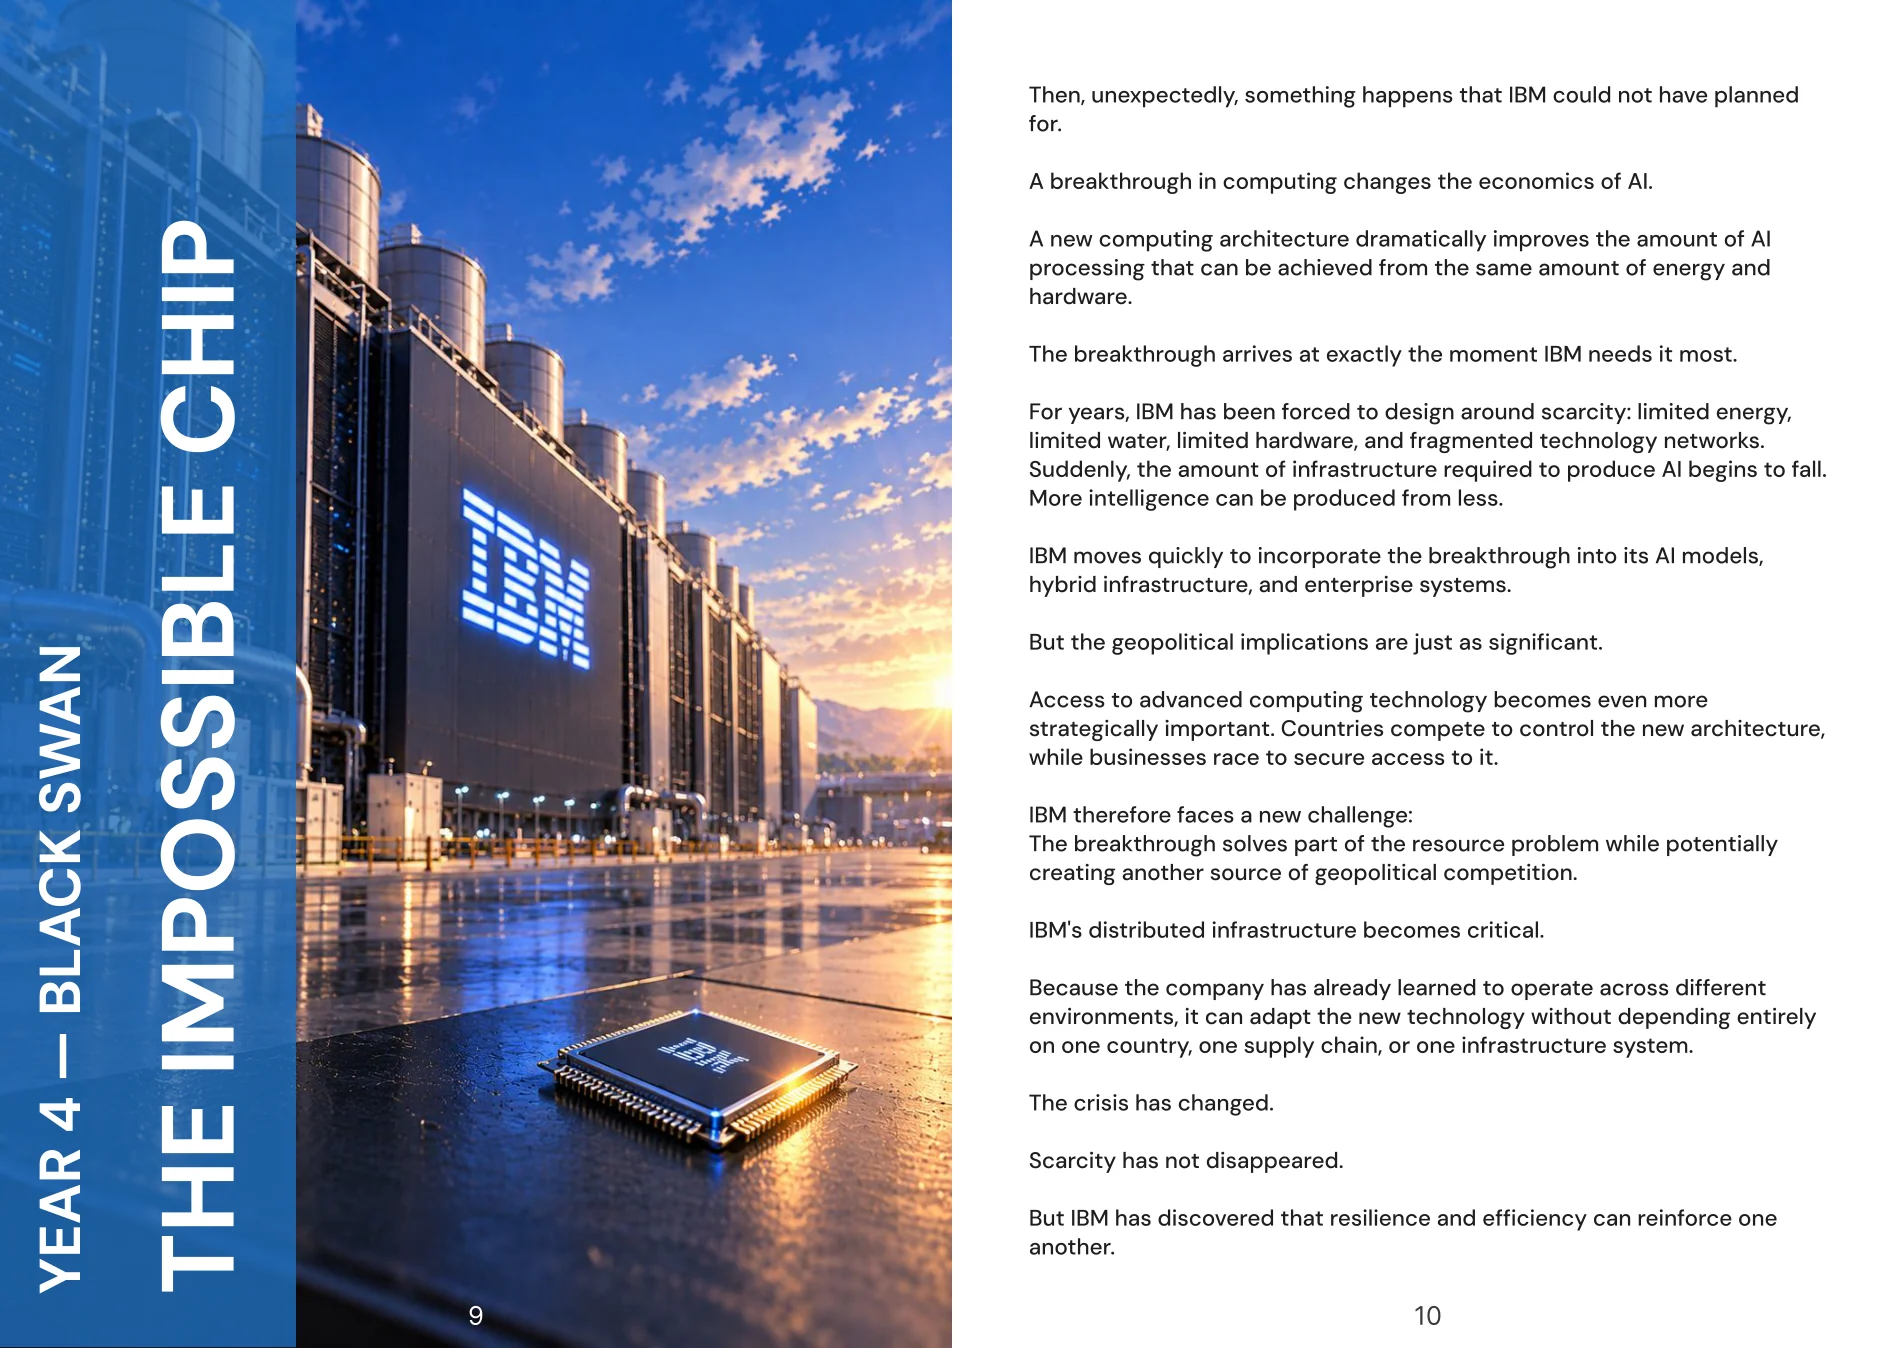 YEAR 4 — BLACK SWAN
THE IMPOSSIBLE CHIP
IBM
IBM
9
Then, unexpectedly, something happens that IBM could not have planned
for.
A breakthrough in computing changes the economics of AI.
A new computing architecture dramatically improves the amount of AI
processing that can be achieved from the same amount of energy and
hardware.
The breakthrough arrives at exactly the moment IBM needs it most.
For years, IBM has been forced to design around scarcity: limited energy,
limited water, limited hardware, and fragmented technology networks.
Suddenly, the amount of infrastructure required to produce AI begins to fall.
More intelligence can be produced from less.
IBM moves quickly to incorporate the breakthrough into its AI models,
hybrid infrastructure, and enterprise systems.
But the geopolitical implications are just as significant.
Access to advanced computing technology becomes even more
strategically important. Countries compete to control the new architecture,
while businesses race to secure access to it.
IBM therefore faces a new challenge:
The breakthrough solves part of the resource problem while potentially
creating another source of geopolitical competition.
IBM's distributed infrastructure becomes critical.
Because the company has already learned to operate across different
environments, it can adapt the new technology without depending entirely
on one country, one supply chain, or one infrastructure system.
The crisis has changed.
Scarcity has not disappeared.
But IBM has discovered that resilience and efficiency can reinforce one
another.
10